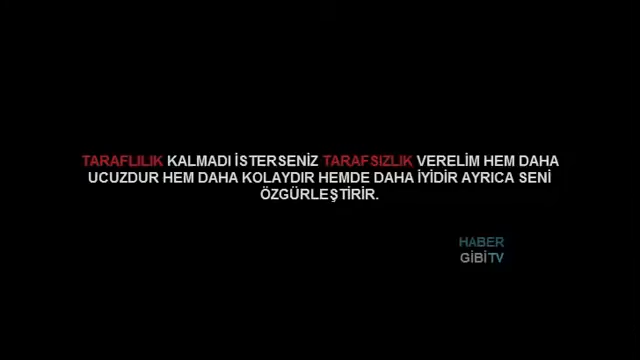 TARAFLILIK KALMADI İSTERSENİZ TARAFSIZLIK VERELİM HEM DAHA
UCUZDUR HEM DAHA KOLAYDIR HEMDE DAHA İYİDİR AYRICA SENİ
ÖZGÜRLEŞTİRİR.
HABER
GİBİTV